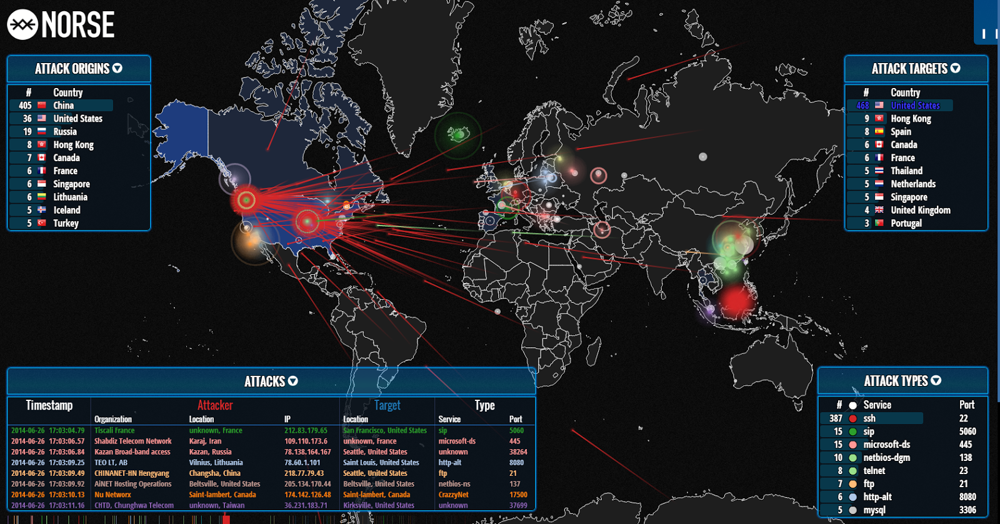 NORSE
ATTACK ORIGINS
# Country
405 China
36 United States
19 Russia
8 Hong Kong
7 Canada
6 France
6 Singapore
6 Lithuania
5 Iceland
5 Turkey
ATTACK TARGETS
# Country
468 United States
9 Hong Kong
8 Spain
6 Canada
6 France
5 Thailand
5 Netherlands
5 Singapore
4 United Kingdom
3 Portugal
ATTACKS
Timestamp Attacker Target Type
Organization Location IP Location Service Port
2014-06-26 17:03:04.79 Tiscali France unknown, France 212.83.179.65 San Francisco, United States sip 5060
2014-06-26 17:03:06.57 Shabdiz Telecom Network Karaj, Iran 109.110.173.6 unknown, France microsoft-ds 445
2014-06-26 17:03:06.84 Kazan Broad-band access Kazan, Russia 78.138.164.167 Seattle, United States unknown 38264
2014-06-26 17:03:09.25 TEO LT, AB Vilnius, Lithuania 78.60.1.101 Saint Louis, United States http-alt 8080
2014-06-26 17:03:09.49 CHINANET-HN Hengyang Changsha, China 218.77.79.43 Seattle, United States ftp 21
2014-06-26 17:03:09.92 AiNET Hosting Operations Beltsville, United States 205.134.170.44 Beltsville, United States netbios-ns 137
2014-06-26 17:03:10.13 Nu Networx Saint-lambert, Canada 174.142.126.48 Saint-lambert, Canada CrazzyNet 17500
2014-06-26 17:03:11.16 CHTD, Chunghwa Telecom unknown, Taiwan 36.231.183.71 Kirksville, United States unknown 37699
ATTACK TYPES
# Service Port
387 ssh 22
15 sip 5060
15 microsoft-ds 445
10 netbios-dgm 138
8 telnet 23
7 ftp 21
6 http-alt 8080
5 mysql 3306